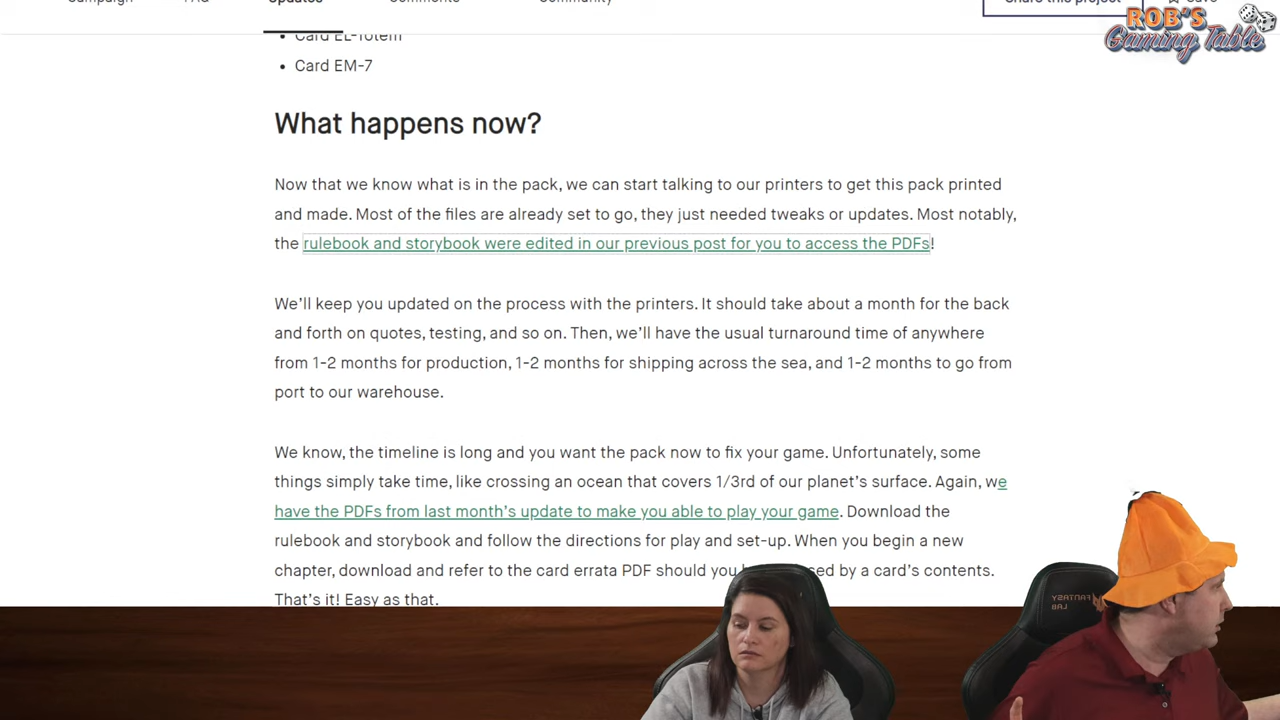 Campaign FAQ Updates Comments Community Share this project Save
ROB'S
Gaming Table
• Card EL-Totem
• Card EM-7
What happens now?
Now that we know what is in the pack, we can start talking to our printers to get this pack printed
and made. Most of the files are already set to go, they just needed tweaks or updates. Most notably,
the rulebook and storybook were edited in our previous post for you to access the PDFs!
We'll keep you updated on the process with the printers. It should take about a month for the back
and forth on quotes, testing, and so on. Then, we'll have the usual turnaround time of anywhere
from 1-2 months for production, 1-2 months for shipping across the sea, and 1-2 months to go from
port to our warehouse.
We know, the timeline is long and you want the pack now to fix your game. Unfortunately, some
things simply take time, like crossing an ocean that covers 1/3rd of our planet's surface. Again, we
have the PDFs from last month's update to make you able to play your game. Download the
rulebook and storybook and follow the directions for play and set-up. When you begin a new
chapter, download and refer to the card errata PDF should you by a card's contents.
That's it! Easy as that.
FANTASY
LAB